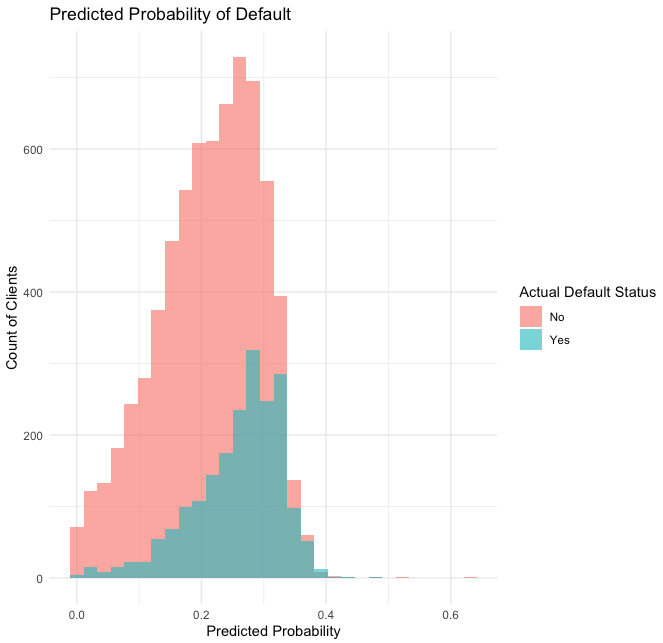 Predicted Probability of Default
Count of Clients
600
400
200
0
0.0
0.2
0.4
0.6
Predicted Probability
Actual Default Status
No
Yes